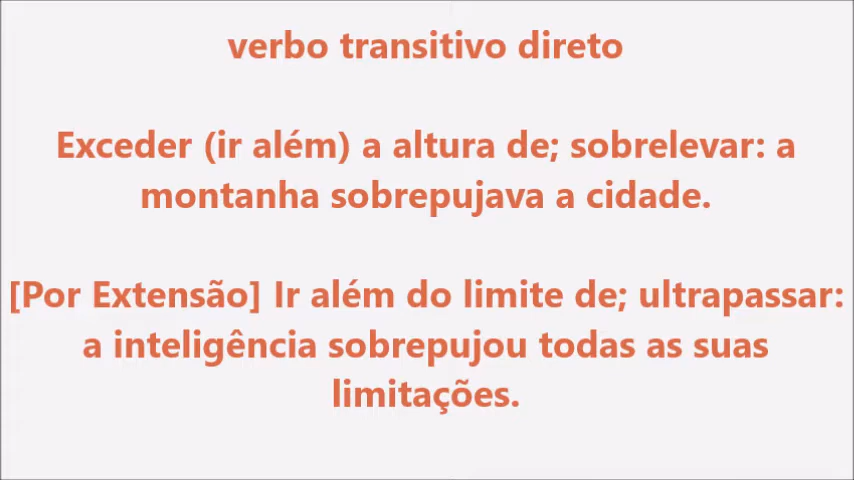 verbo transitivo direto
Exceder (ir além) a altura de; sobrelevar: a
montanha sobrepujava a cidade.
[Por Extensão] Ir além do limite de; ultrapassar:
a inteligência sobrepujou todas as suas
limitações.